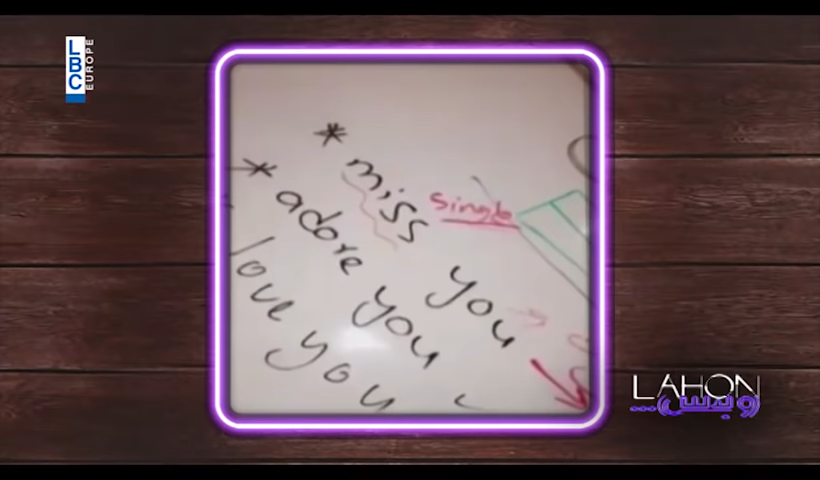 LBC
EUROPE
* miss you
single
* adore you
love you
LAHON
وبس...